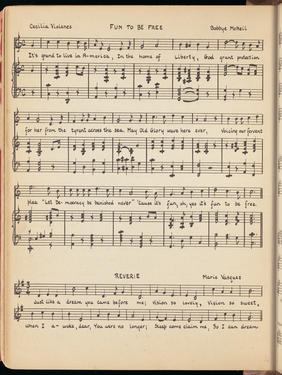 Cecilia Violanes FUN TO BE FREE Bobbye McNeil
It's grand to live in A-merica, In the home of Liberty, God grant protection
for her from the tyrant across the sea. May Old Glory wave here ever, Voicing our fervent
plea "Let De-mocracy be banished never" 'Cause it's fun, oh, yes it's fun to be free.
REVERIE Maria Vasquez
Just like a dream you came before me; Vision so lovely, Vision so sweet,
When I a-woke, dear, You were no longer; Sleep come claim me, So I can dream